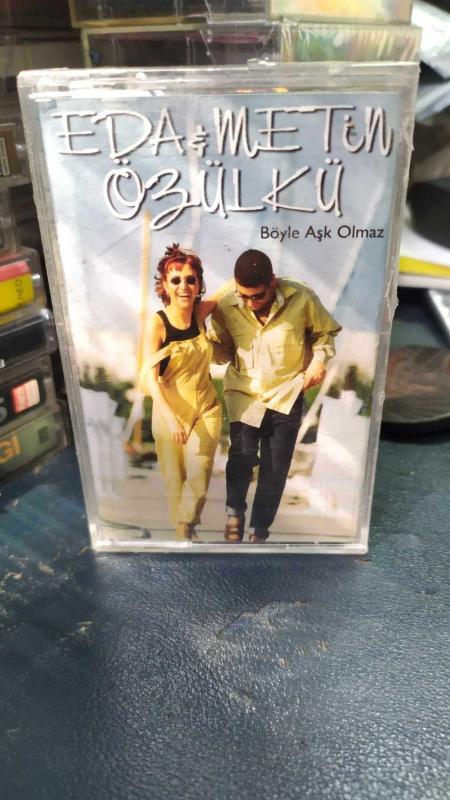 EDA & METİN
ÖZÜLKÜ
Böyle Aşk Olmaz